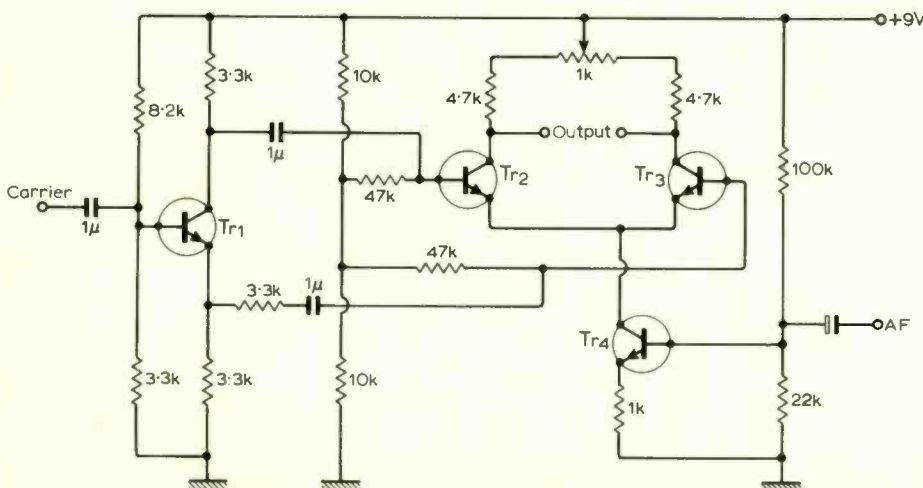 +9V
3·3k
10k
1k
4·7k
4·7k
8·2k
1μ
Output
Carrier
Tr2
Tr3
100k
47k
1μ
Tr1
47k
1μ
3·3k
AF
Tr4
3·3k
3·3k
10k
1k
22k